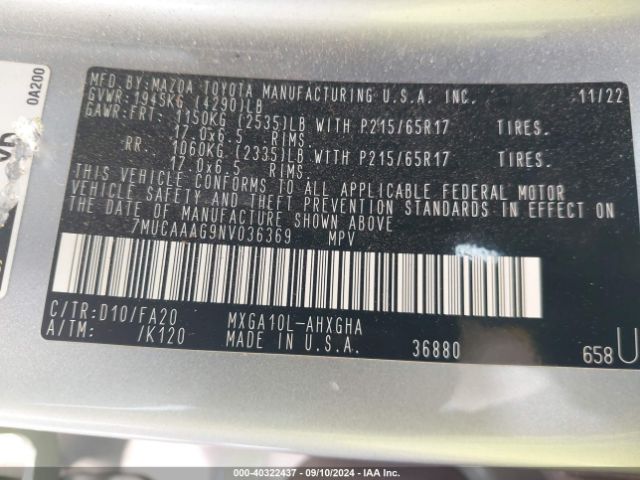 MFD.BY:MAZDA TOYOTA MANUFACTURING U.S.A. INC. 11/22
GVWR:1945KG (4290)LB
GAWR:FRT. 1150KG (2535)LB WITH P215/65R17 TIRES.
17.0x6.5 RIMS.
RR. 1060KG (2335)LB WITH P215/65R17 TIRES.
17.0x6.5 RIMS.
THIS VEHICLE CONFORMS TO ALL APPLICABLE FEDERAL MOTOR
VEHICLE SAFETY AND THEFT PREVENTION STANDARDS IN EFFECT ON
THE DATE OF MANUFACTURE SHOWN ABOVE.
7MUCAAAG9NV036369 MPV
C/TR:D10/FA20 MXGA10L-AHXGHA
A/TM: /K120 MADE IN U.S.A. 36880 658U
0A200
000-40322437 - 09/10/2024 - IAAI.COM